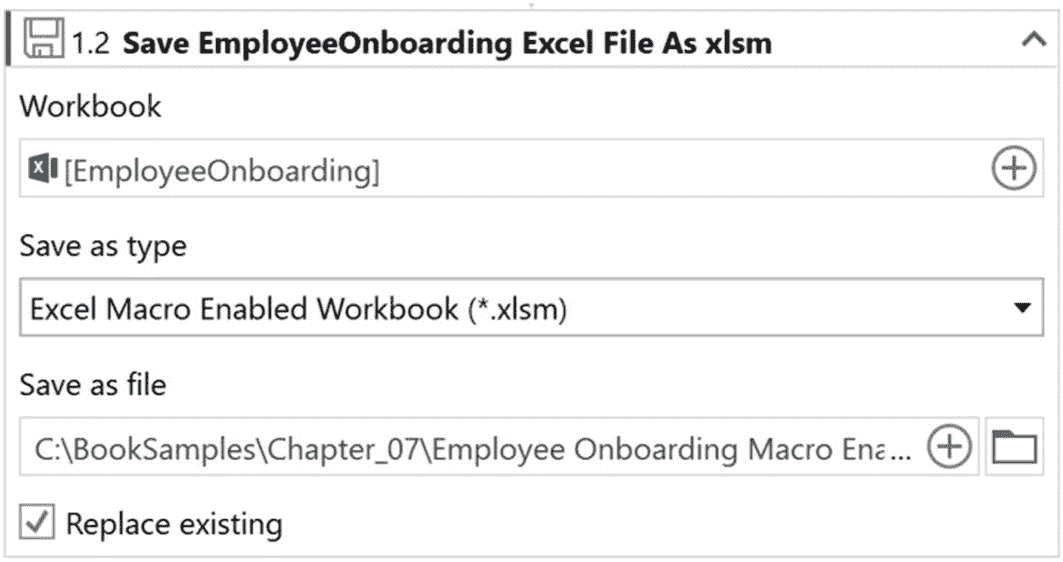 1.2 Save EmployeeOnboarding Excel File As xlsm
Workbook
[EmployeeOnboarding]
Save as type
Excel Macro Enabled Workbook (*.xlsm)
Save as file
C:\BookSamples\Chapter_07\Employee Onboarding Macro Ena...
Replace existing